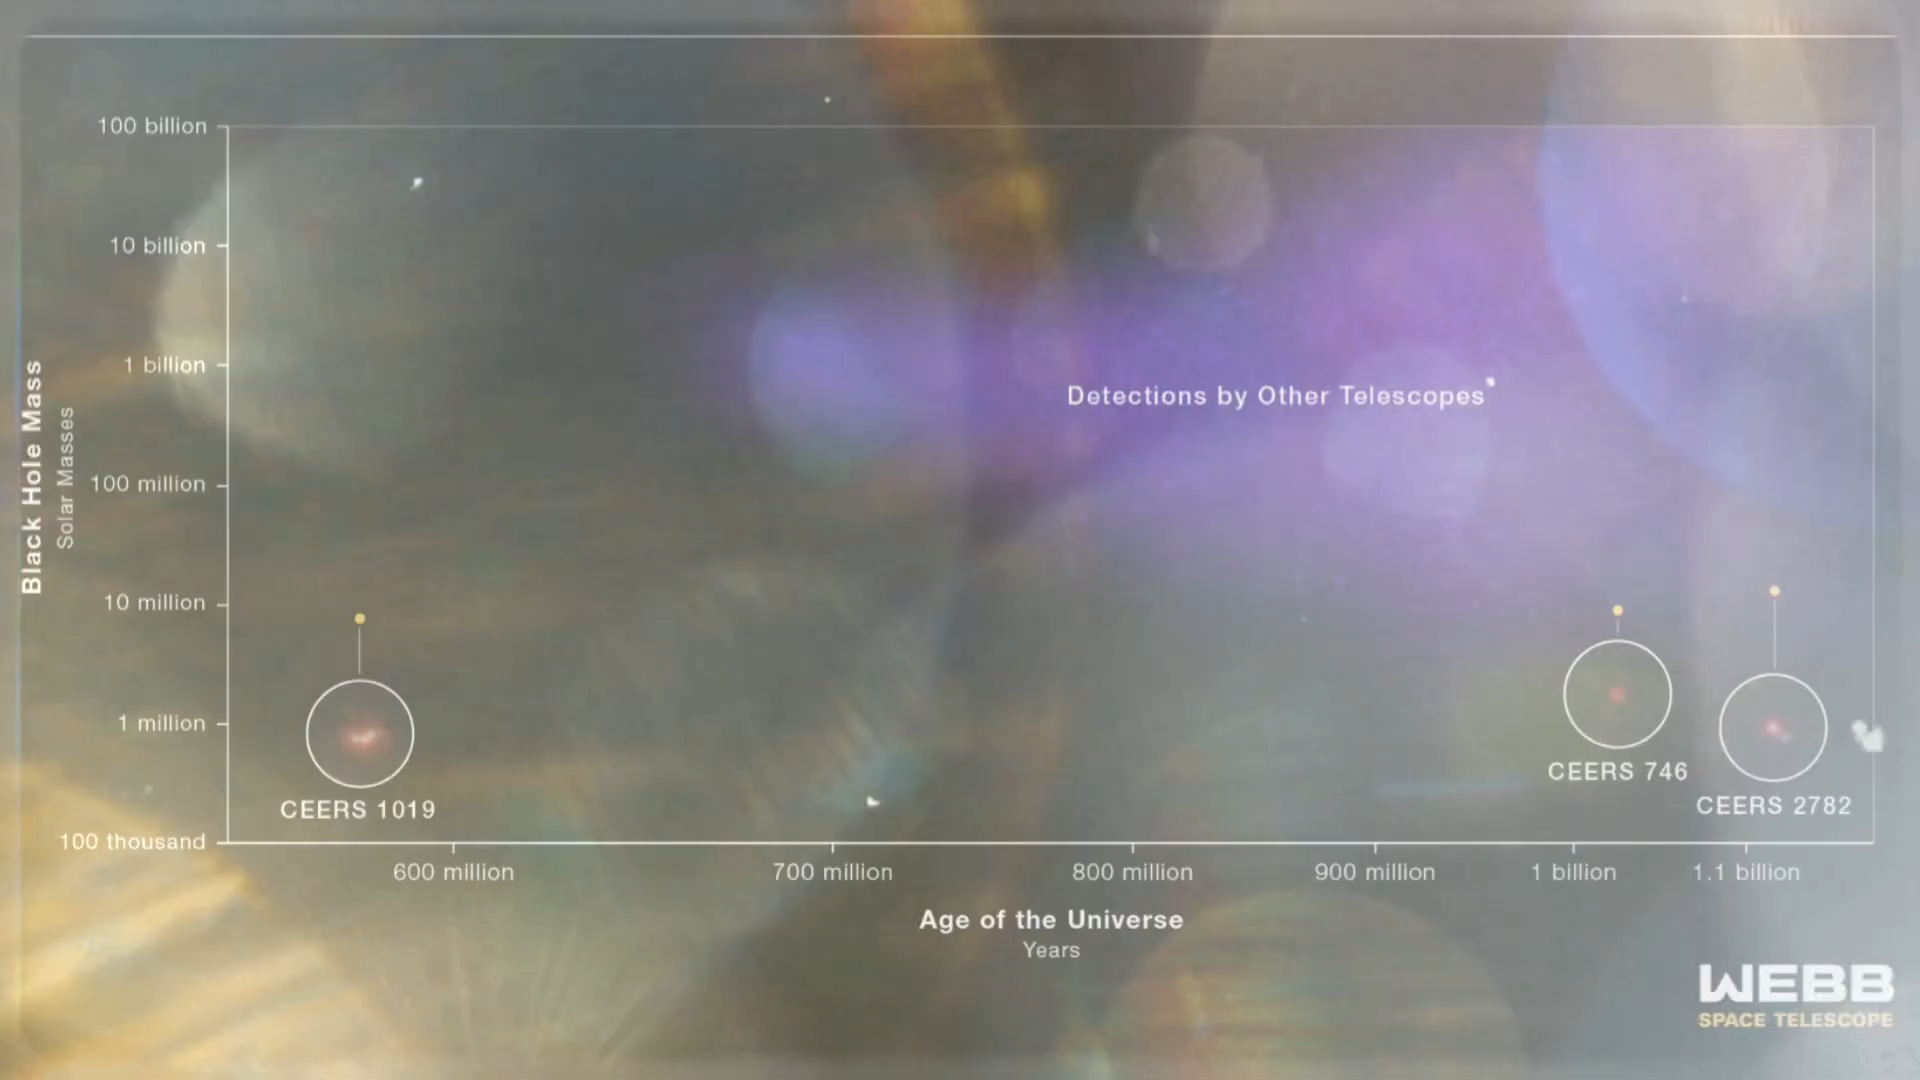 100 billion
10 billion
1 billion
100 million
10 million
1 million
100 thousand
Black Hole Mass
Solar Masses
Detections by Other Telescopes
CEERS 1019
CEERS 746
CEERS 2782
600 million
700 million
800 million
900 million
1 billion
1.1 billion
Age of the Universe
Years
WEBB
SPACE TELESCOPE